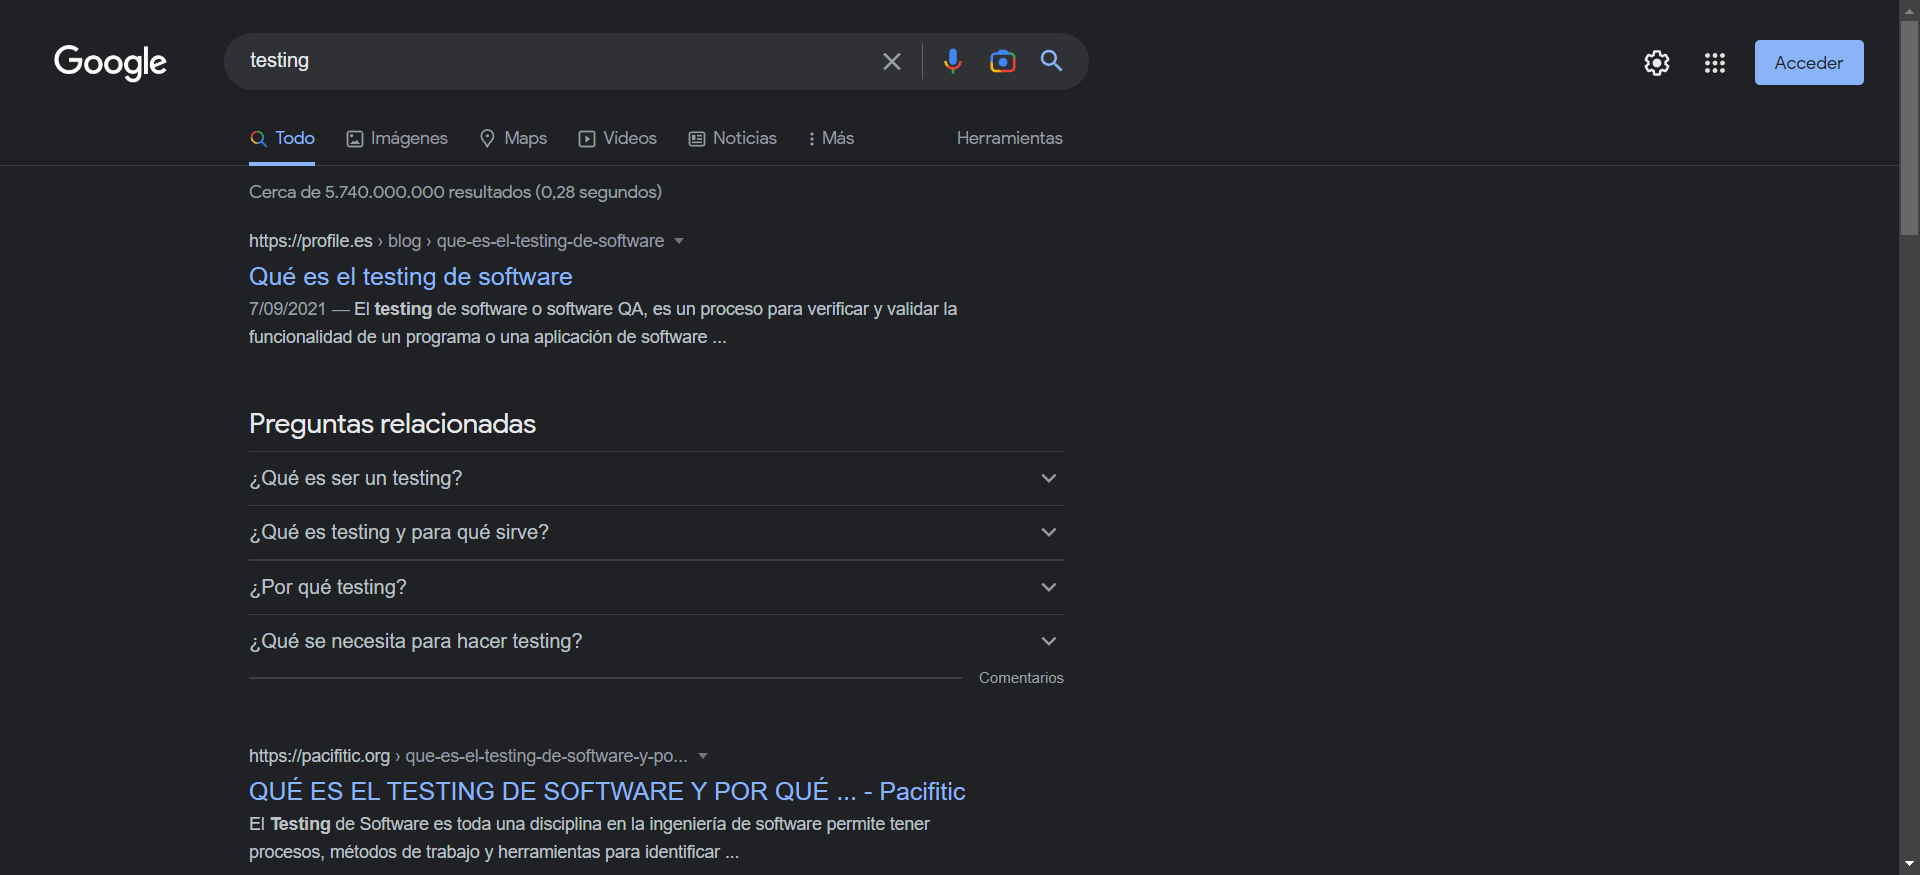 Google
testing
Acceder
Todo
Imágenes
Maps
Vídeos
Noticias
Más
Herramientas
Cerca de 5.740.000.000 resultados (0,28 segundos)
https://profile.es › blog › que-es-el-testing-de-software
Qué es el testing de software
7/09/2021 — El testing de software o software QA, es un proceso para verificar y validar la
funcionalidad de un programa o una aplicación de software ...
Preguntas relacionadas
¿Qué es ser un testing?
¿Qué es testing y para qué sirve?
¿Por qué testing?
¿Qué se necesita para hacer testing?
Comentarios
https://pacifitic.org › que-es-el-testing-de-software-y-po...
QUÉ ES EL TESTING DE SOFTWARE Y POR QUÉ ... - Pacifitic
El Testing de Software es toda una disciplina en la ingeniería de software permite tener
procesos, métodos de trabajo y herramientas para identificar ...